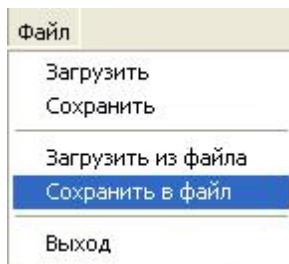 Файл
Загрузить
Сохранить
Загрузить из файла
Сохранить в файл
Выход